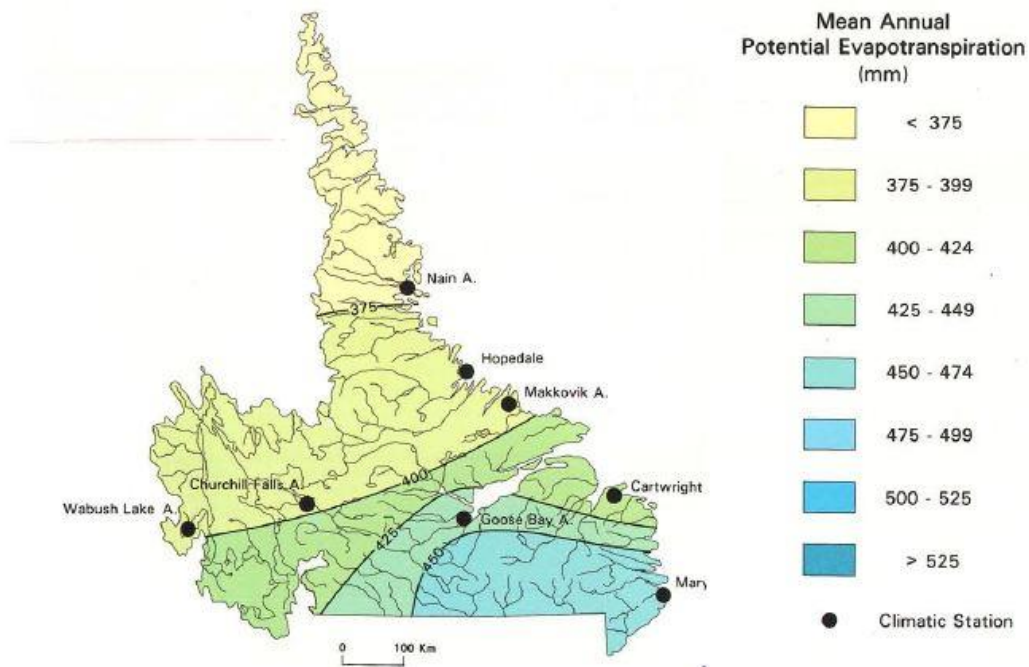 Mean Annual
Potential Evapotranspiration
(mm)
< 375
375 - 399
400 - 424
425 - 449
450 - 474
475 - 499
500 - 525
> 525
Climatic Station
Nain A.
375
Hopedale
Makkovik A.
400
Churchill Falls A.
Cartwright
Wabush Lake A.
Goose Bay A.
425
450
Mary
0 100 Km